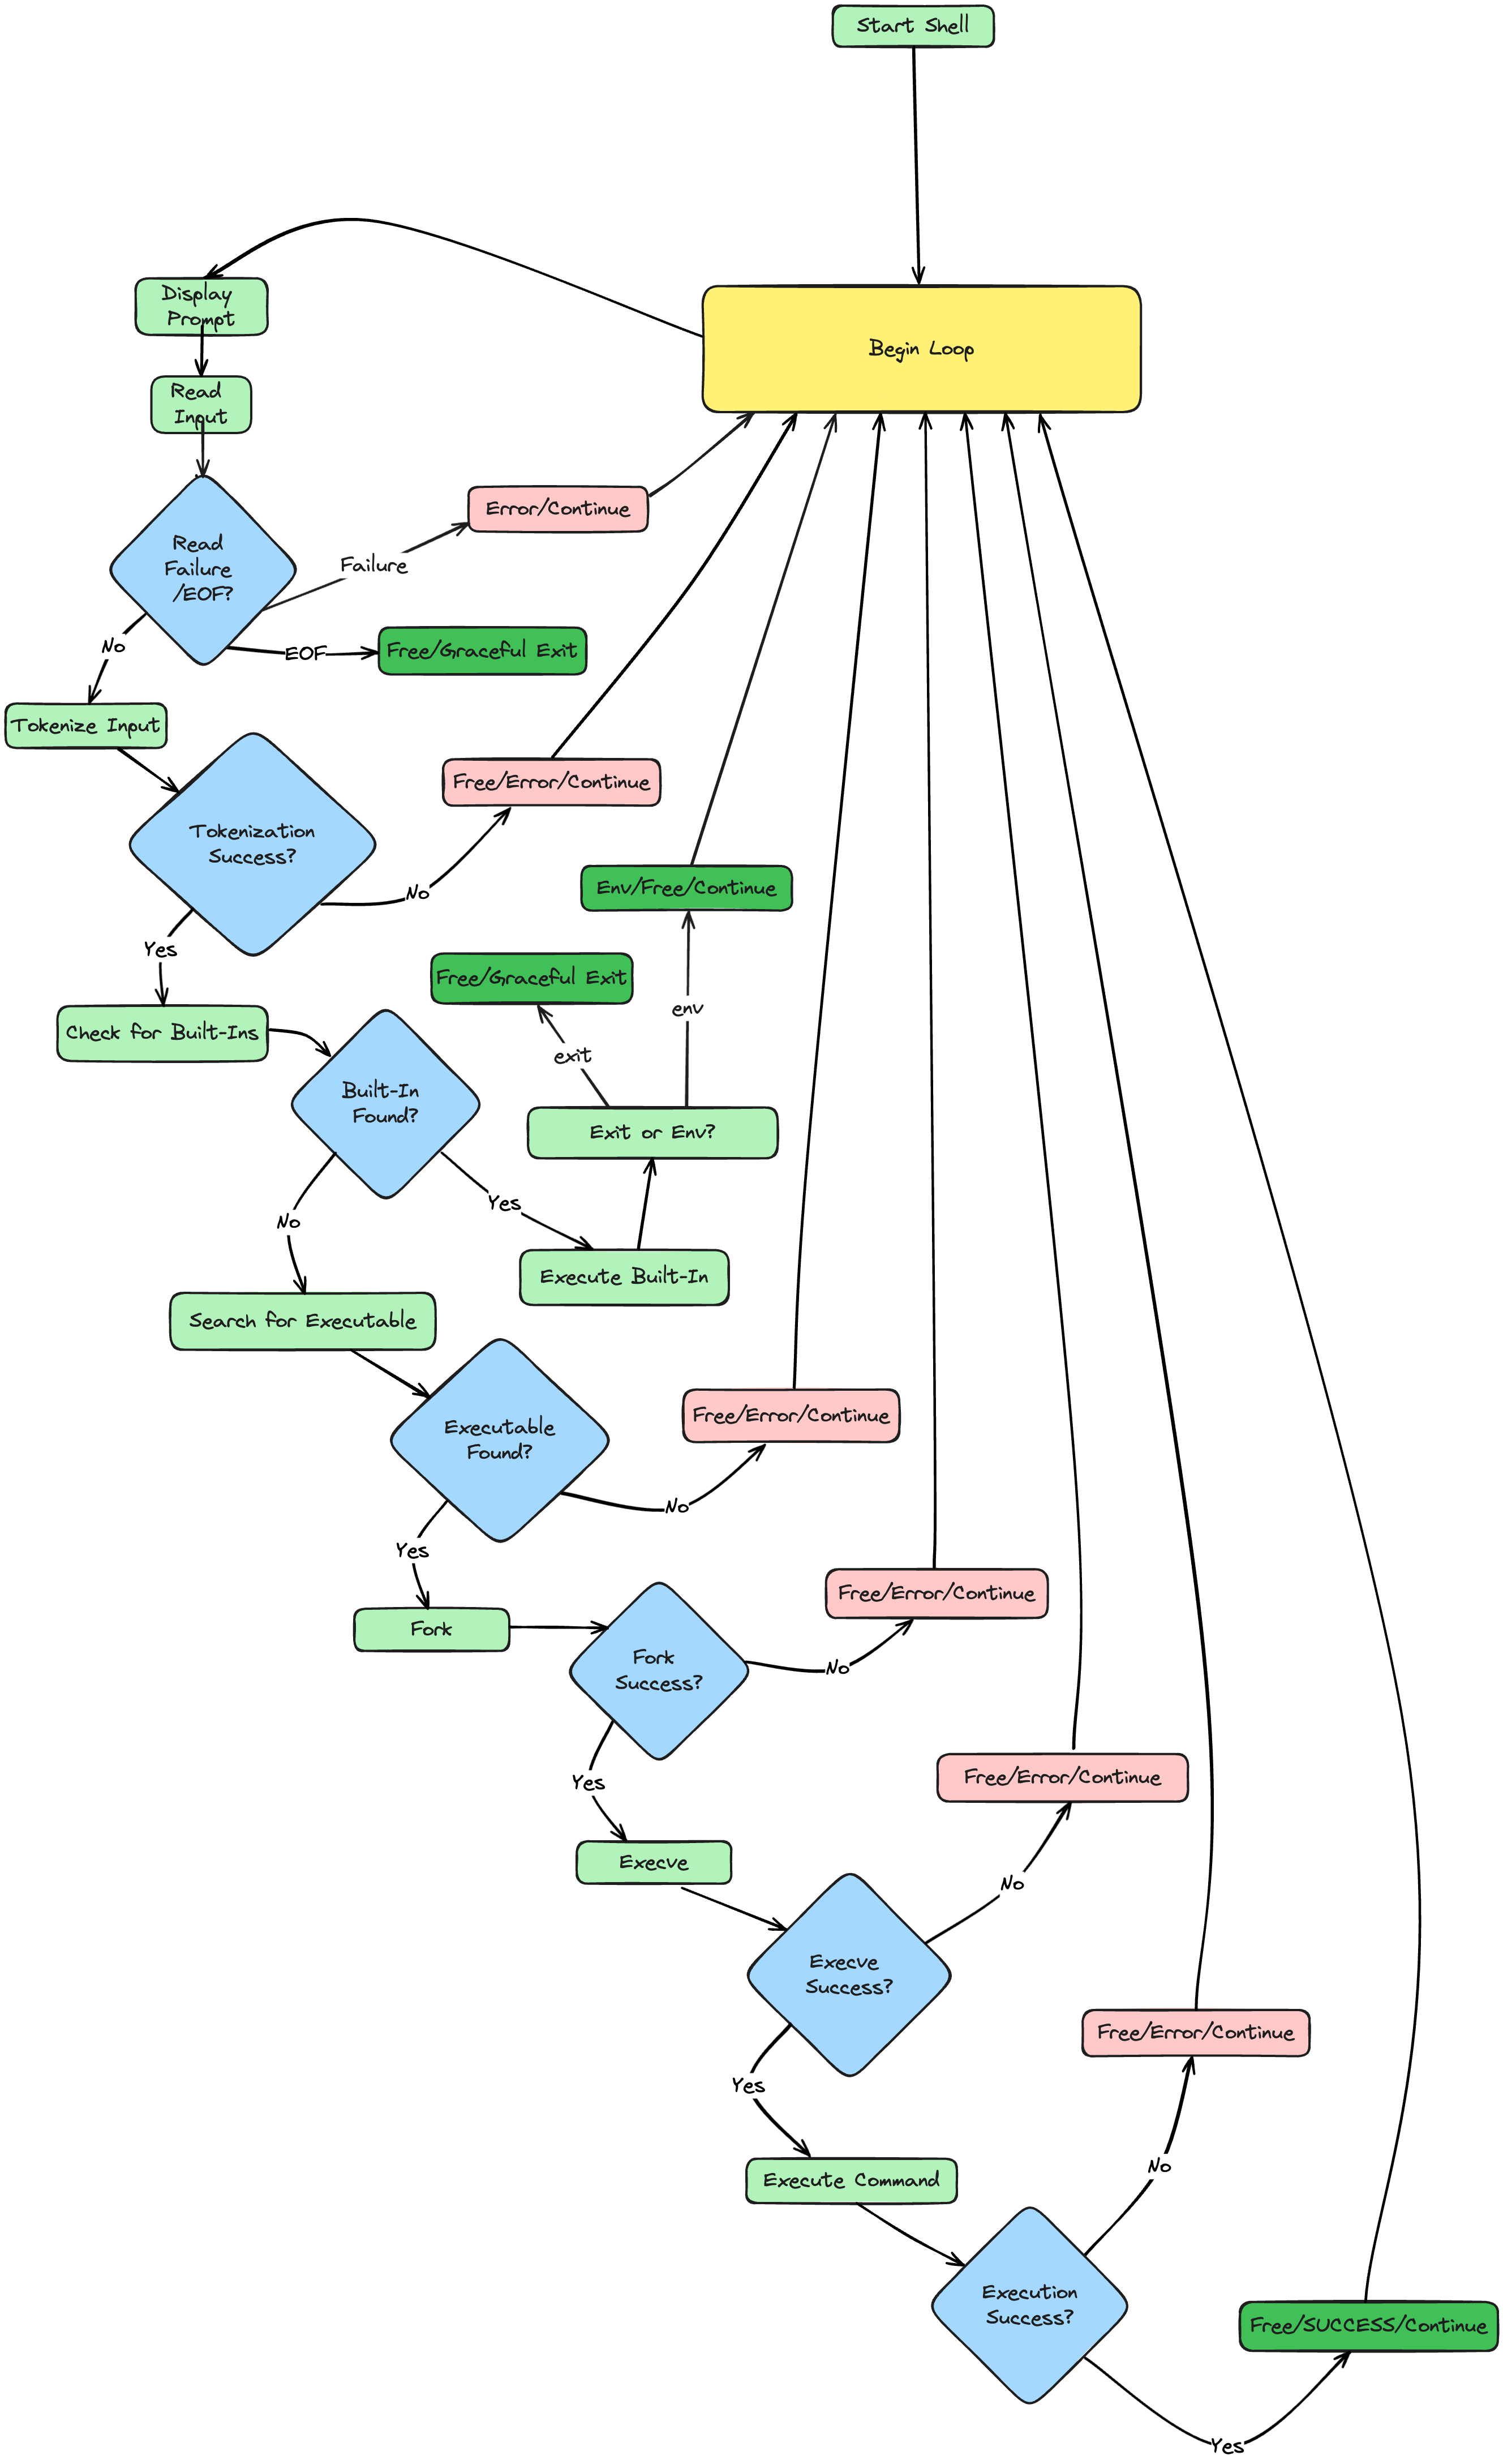 Start Shell
Begin Loop
Display
Prompt
Read
Input
Read
Failure
/EOF?
Failure
Error/Continue
EOF
Free/Graceful Exit
No
Tokenize Input
Tokenization
Success?
No
Free/Error/Continue
Yes
Check for Built-Ins
Built-In
Found?
Yes
Execute Built-In
Exit or Env?
exit
Free/Graceful Exit
env
Env/Free/Continue
No
Search for Executable
Executable
Found?
No
Free/Error/Continue
Yes
Fork
Fork
Success?
No
Free/Error/Continue
Yes
Execve
Execve
Success?
No
Free/Error/Continue
Yes
Execute Command
Execution
Success?
No
Free/Error/Continue
Yes
Free/SUCCESS/Continue